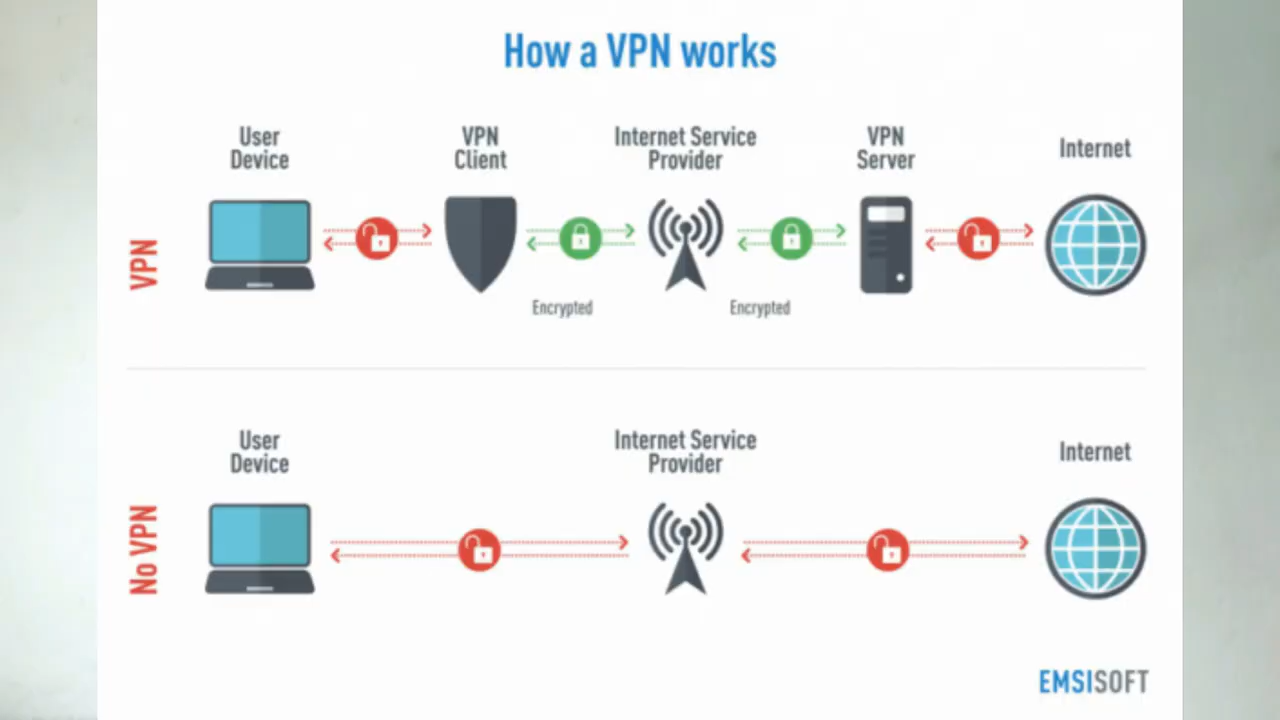 How a VPN works
User
Device
VPN
Client
Internet Service
Provider
VPN
Server
Internet
VPN
Encrypted
Encrypted
User
Device
Internet Service
Provider
Internet
No VPN
EMSISOFT